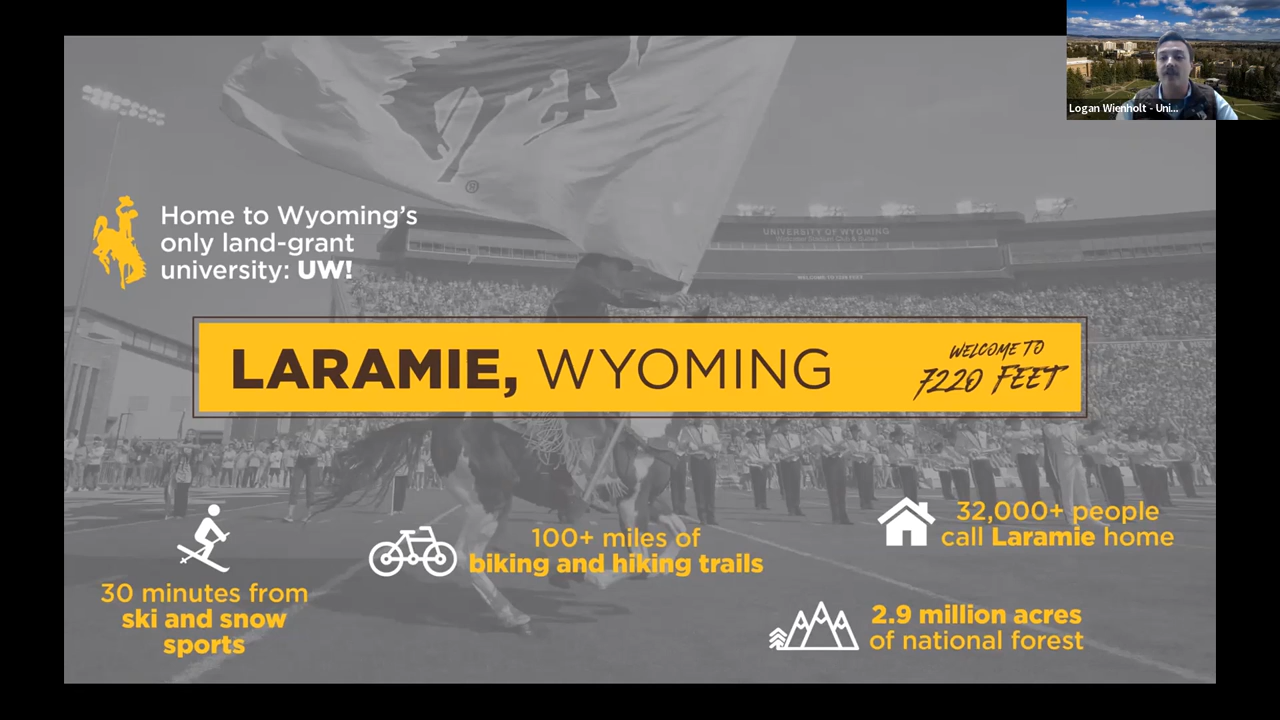 Logan Wienholt - Uni...
®
UNIVERSITY OF WYOMING
WELCOME TO 7220 FEET
Home to Wyoming's
only land-grant
university: UW!
LARAMIE, WYOMING
WELCOME TO
7220 FEET
30 minutes from
ski and snow
sports
100+ miles of
biking and hiking trails
32,000+ people
call Laramie home
2.9 million acres
of national forest